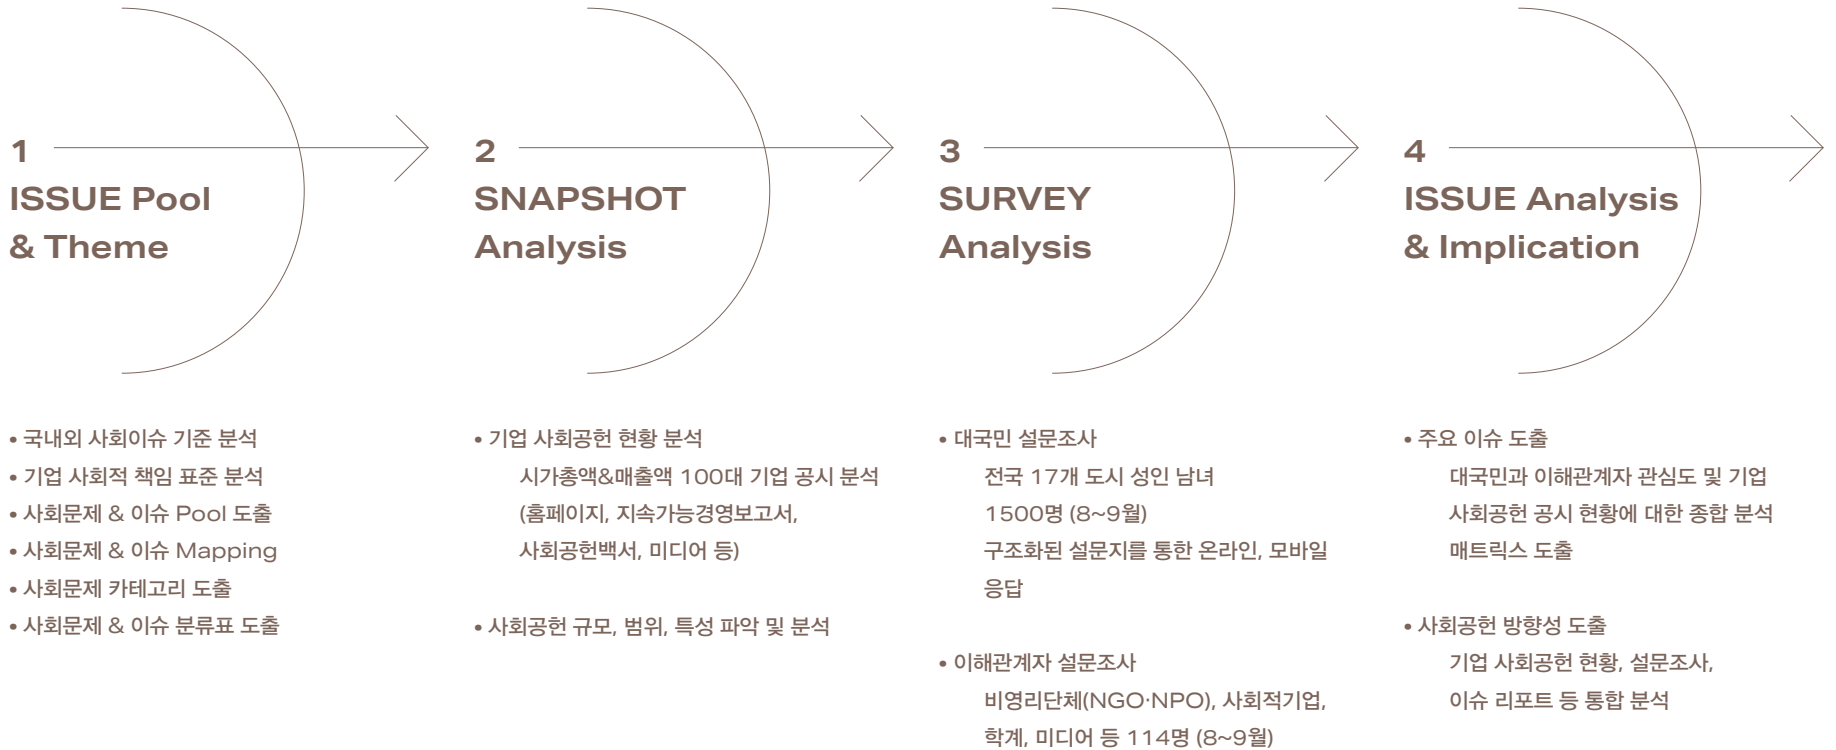 1
ISSUE Pool
& Theme
• 국내외 사회이슈 기준 분석
• 기업 사회적 책임 표준 분석
• 사회문제 & 이슈 Pool 도출
• 사회문제 & 이슈 Mapping
• 사회문제 카테고리 도출
• 사회문제 & 이슈 분류표 도출
2
SNAPSHOT
Analysis
• 기업 사회공헌 현황 분석
시가총액&매출액 100대 기업 공시 분석
(홈페이지, 지속가능경영보고서,
사회공헌백서, 미디어 등)
• 사회공헌 규모, 범위, 특성 파악 및 분석
3
SURVEY
Analysis
• 대국민 설문조사
전국 17개 도시 성인 남녀
1500명 (8~9월)
구조화된 설문지를 통한 온라인, 모바일
응답
• 이해관계자 설문조사
비영리단체(NGO·NPO), 사회적기업,
학계, 미디어 등 114명 (8~9월)
4
ISSUE Analysis
& Implication
• 주요 이슈 도출
대국민과 이해관계자 관심도 및 기업
사회공헌 공시 현황에 대한 종합 분석
매트릭스 도출
• 사회공헌 방향성 도출
기업 사회공헌 현황, 설문조사,
이슈 리포트 등 통합 분석